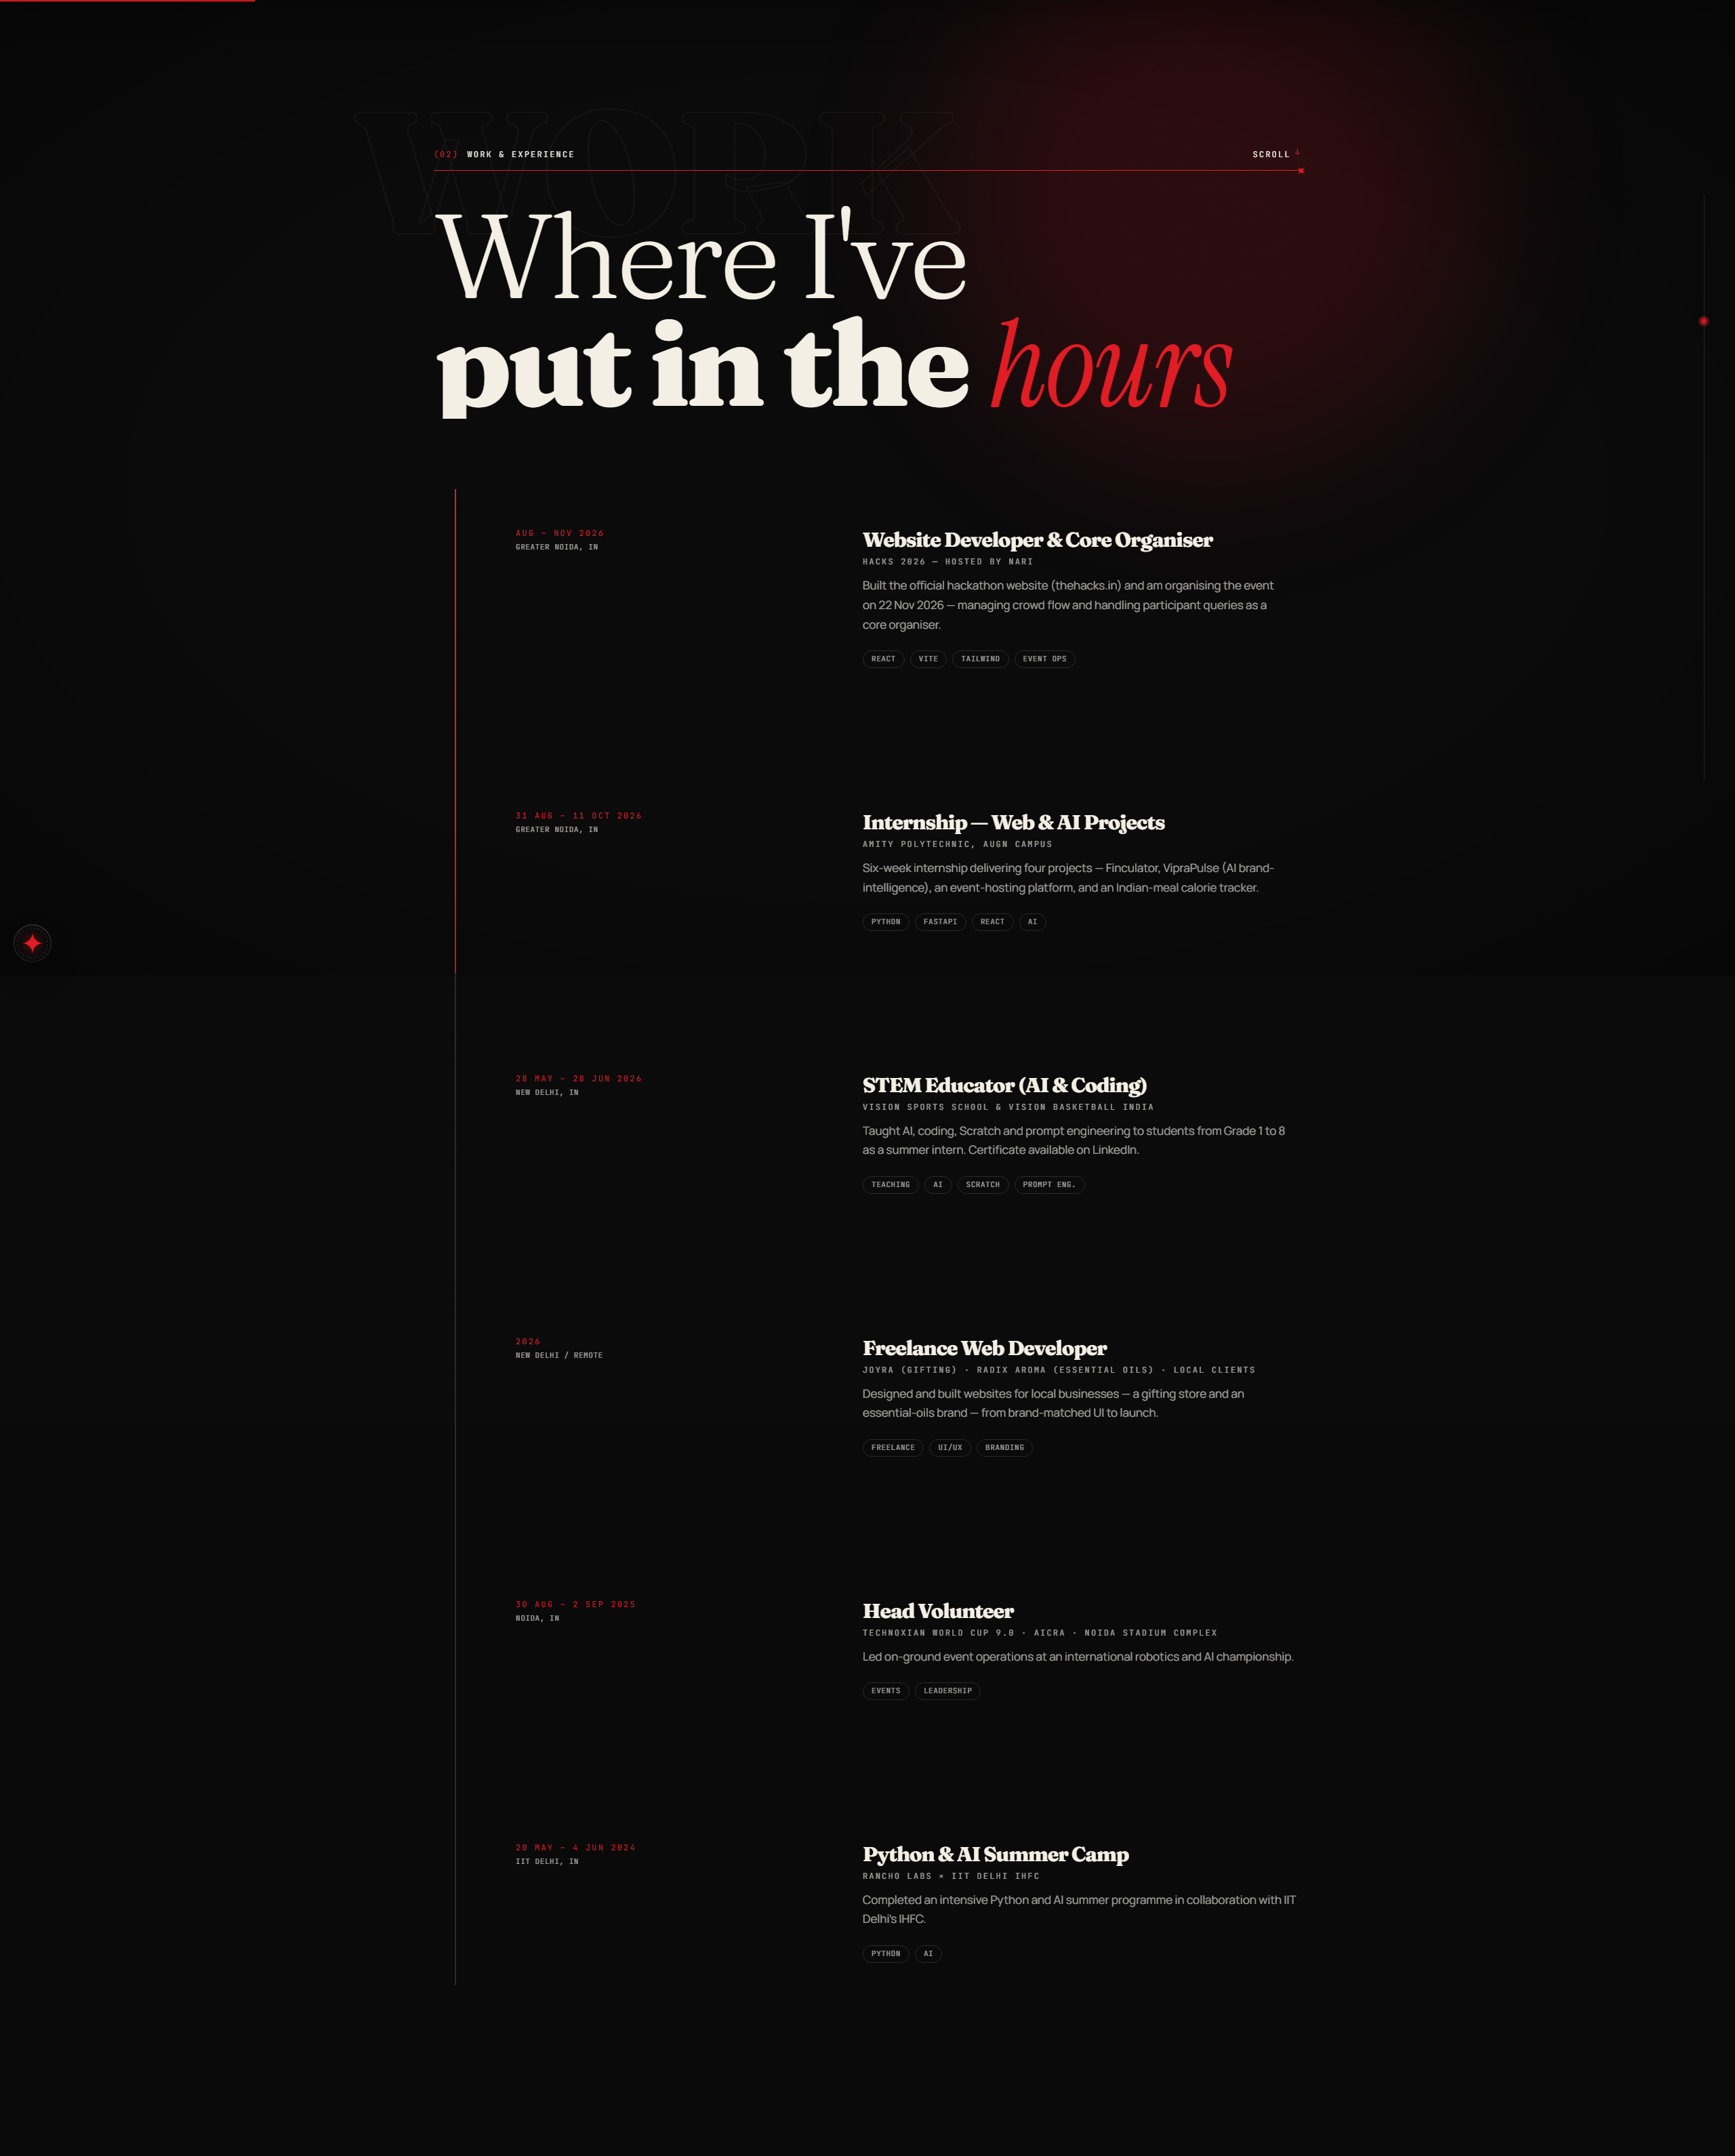 WORK
(02) WORK & EXPERIENCE
SCROLL ↓
Where I've
put in the hours
AUG – NOV 2026
GREATER NOIDA, IN
Website Developer & Core Organiser
HACKS 2026 — HOSTED BY NARI
Built the official hackathon website (thehacks.in) and am organising the event
on 22 Nov 2026 — managing crowd flow and handling participant queries as a
core organiser.
REACT VITE TAILWIND EVENT OPS
31 AUG – 11 OCT 2026
GREATER NOIDA, IN
Internship — Web & AI Projects
AMITY POLYTECHNIC, AUGN CAMPUS
Six-week internship delivering four projects — Finculator, VipraPulse (AI brand-
intelligence), an event-hosting platform, and an Indian-meal calorie tracker.
PYTHON FASTAPI REACT AI
28 MAY – 28 JUN 2026
NEW DELHI, IN
STEM Educator (AI & Coding)
VISION SPORTS SCHOOL & VISION BASKETBALL INDIA
Taught AI, coding, Scratch and prompt engineering to students from Grade 1 to 8
as a summer intern. Certificate available on LinkedIn.
TEACHING AI SCRATCH PROMPT ENG.
2026
NEW DELHI / REMOTE
Freelance Web Developer
JOYRA (GIFTING) · RADIX AROMA (ESSENTIAL OILS) · LOCAL CLIENTS
Designed and built websites for local businesses — a gifting store and an
essential-oils brand — from brand-matched UI to launch.
FREELANCE UI/UX BRANDING
30 AUG – 2 SEP 2025
NOIDA, IN
Head Volunteer
TECHNOXIAN WORLD CUP 9.0 · AICRA · NOIDA STADIUM COMPLEX
Led on-ground event operations at an international robotics and AI championship.
EVENTS LEADERSHIP
20 MAY – 4 JUN 2024
IIT DELHI, IN
Python & AI Summer Camp
RANCHO LABS × IIT DELHI IHFC
Completed an intensive Python and AI summer programme in collaboration with IIT
Delhi's IHFC.
PYTHON AI